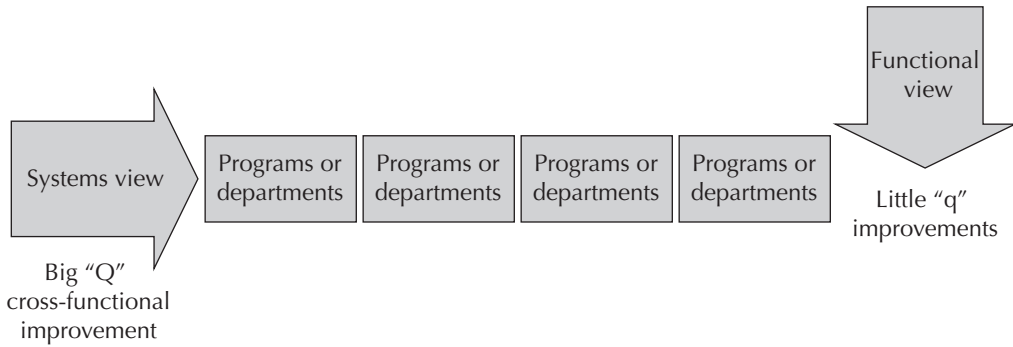 Systems view
Big “Q”
cross-functional
improvement
Programs or
departments
Programs or
departments
Programs or
departments
Programs or
departments
Functional
view
Little “q”
improvements